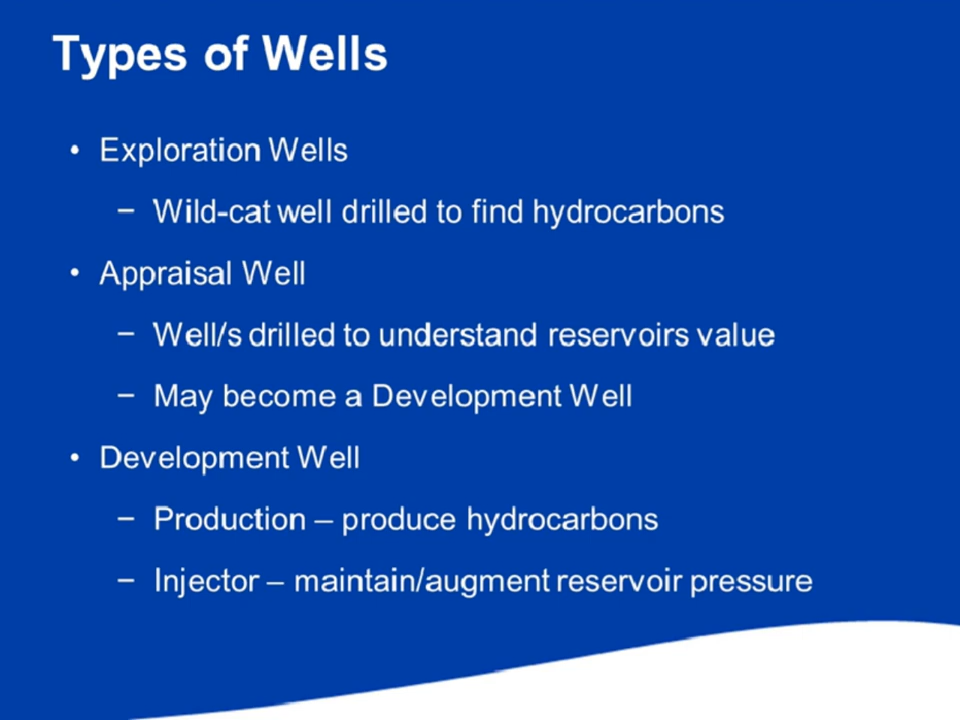 Types of Wells
• Exploration Wells
– Wild-cat well drilled to find hydrocarbons
• Appraisal Well
– Well/s drilled to understand reservoirs value
– May become a Development Well
• Development Well
– Production – produce hydrocarbons
– Injector – maintain/augment reservoir pressure